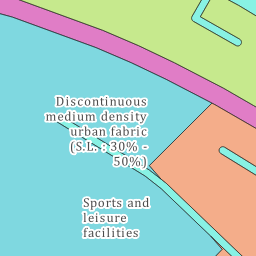 Discontinuous
medium density
urban fabric
(S.L. : 30% -
50%)
Sports and
leisure
facilities